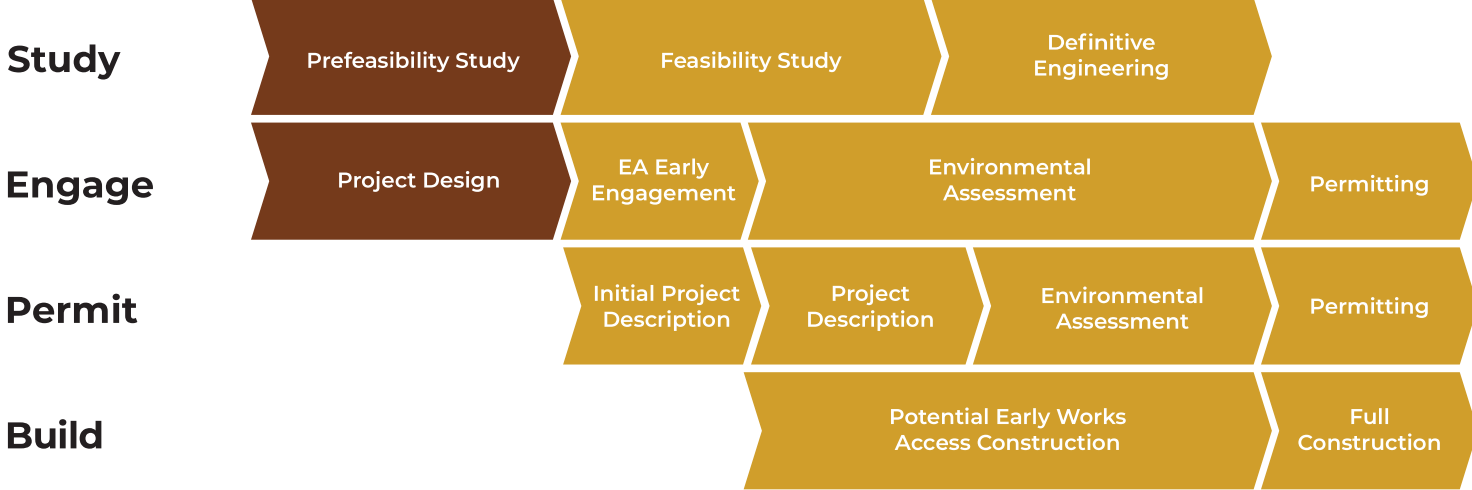 Study
Prefeasibility Study
Feasibility Study
Definitive
Engineering
Engage
Project Design
EA Early
Engagement
Environmental
Assessment
Permitting
Permit
Initial Project
Description
Project
Description
Environmental
Assessment
Permitting
Build
Potential Early Works
Access Construction
Full
Construction